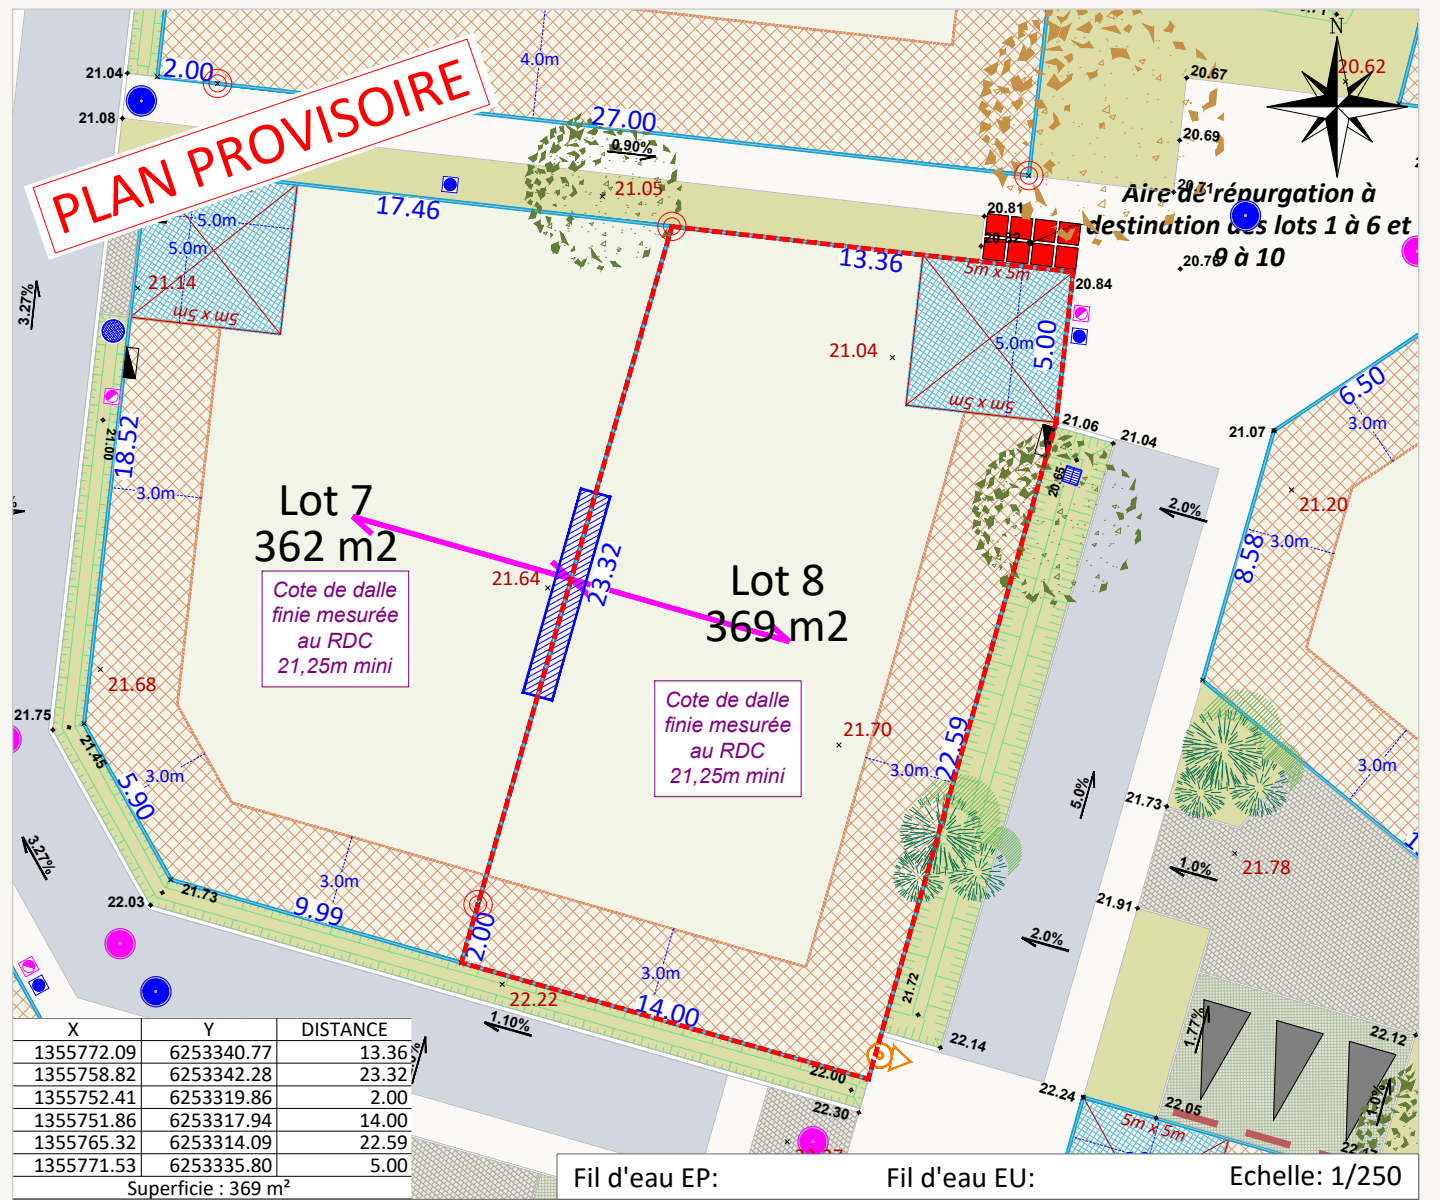 PLAN PROVISOIRE
N
21.04
2.00
4.0m
27.00
20.67
20.62
21.08
0.90%
20.69
21.05
20.71
Aire de répurgation à
destination des lots 1 à 6 et
9 à 10
17.46
20.81
20.82
5.0m
5.0m
13.36
5m x 5m
20.84
21.14
5m x 5m
3.27%
21.04
5.0m
5.00
5m x 5m
6.50
3.0m
21.06
21.04
21.07
21.00
18.52
3.0m
20.65
2.0%
21.20
Lot 7
362 m2
8.58
3.0m
23.32
21.64
Lot 8
369 m2
Cote de dalle
finie mesurée
au RDC
21,25m mini
Cote de dalle
finie mesurée
au RDC
21,25m mini
21.68
21.75
21.45
21.70
22.59
3.0m
3.0m
5.90
3.0m
5.0%
21.73
3.27%
21.78
1.0%
3.0m
22.03
21.73
9.99
21.91
2.00
2.0%
3.0m
22.22
14.00
21.72
1.10%
22.14
1.77%
22.12
22.00
22.30
22.24
22.05
1.0%
5m x 5m
X Y DISTANCE
1355772.09 6253340.77 13.36
1355758.82 6253342.28 23.32
1355752.41 6253319.86 2.00
1355751.86 6253317.94 14.00
1355765.32 6253314.09 22.59
1355771.53 6253335.80 5.00
Superficie : 369 m²
Fil d'eau EP: Fil d'eau EU: Echelle: 1/250